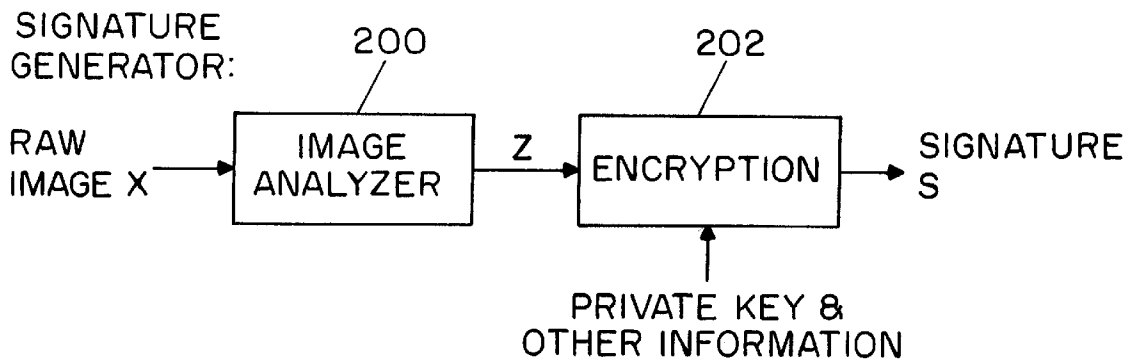 SIGNATURE
GENERATOR:
200
202
RAW
IMAGE X
IMAGE
ANALYZER
Z
ENCRYPTION
SIGNATURE
S
PRIVATE KEY &
OTHER INFORMATION